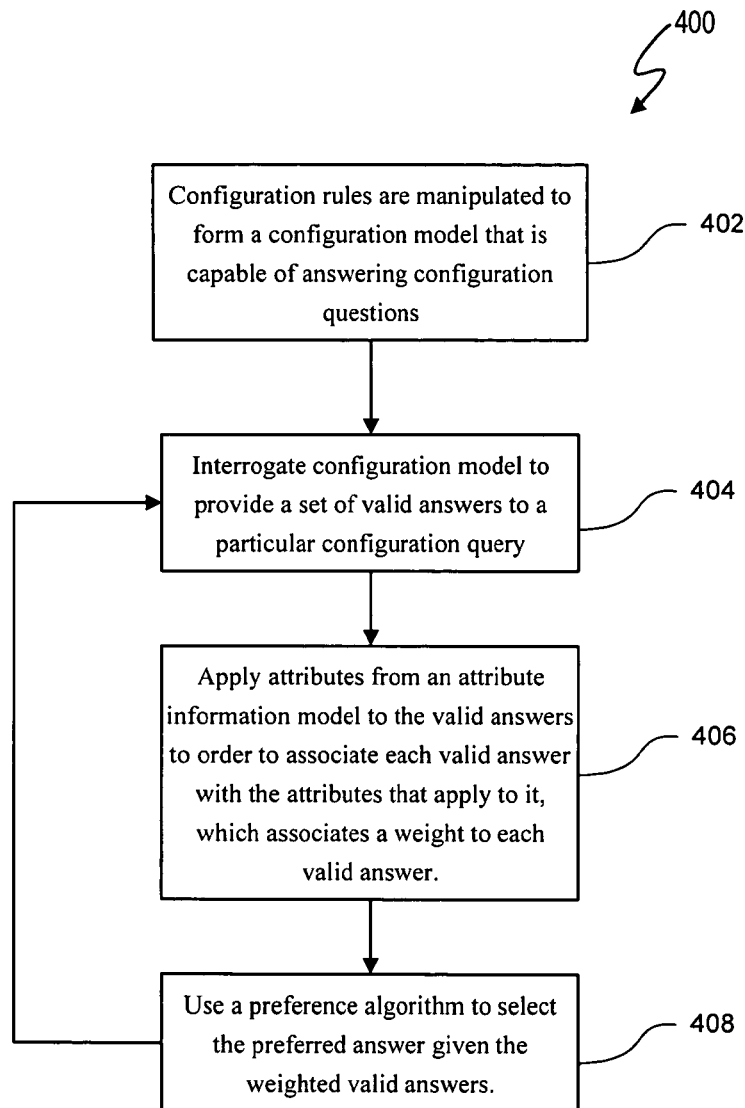 400
Configuration rules are manipulated to
form a configuration model that is
capable of answering configuration
questions
402
Interrogate configuration model to
provide a set of valid answers to a
particular configuration query
404
Apply attributes from an attribute
information model to the valid answers
to order to associate each valid answer
with the attributes that apply to it,
which associates a weight to each
valid answer.
406
Use a preference algorithm to select
the preferred answer given the
weighted valid answers.
408